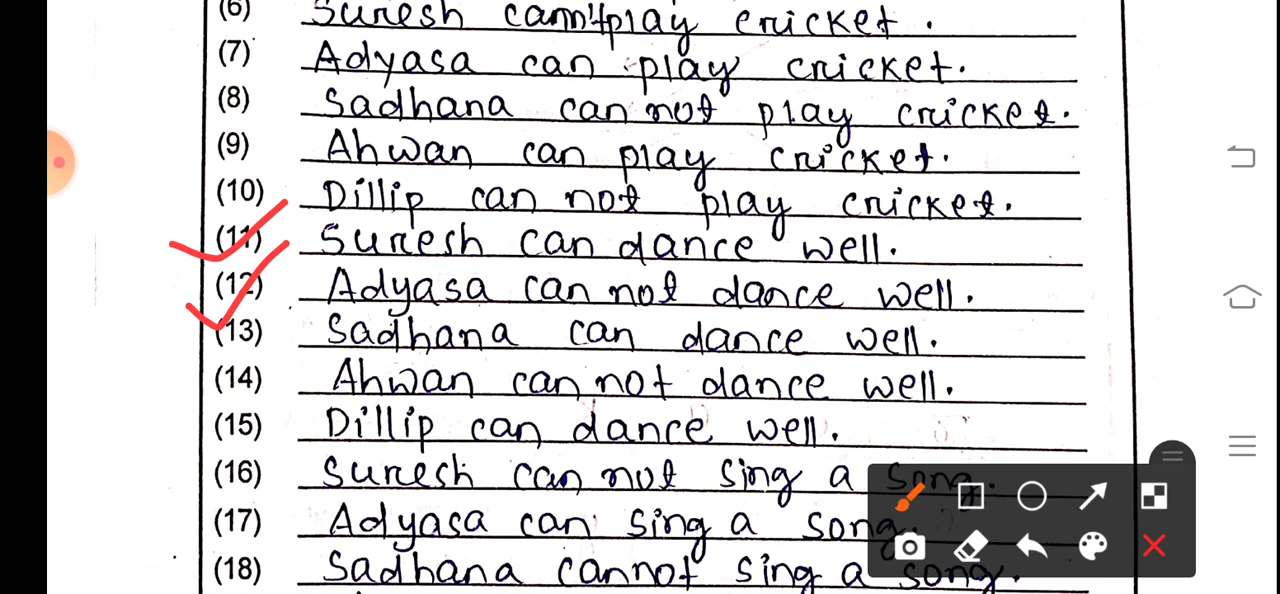 (6) Suresh cannot play cricket.
(7) Adyasa can play cricket.
(8) Sadhana can not play cricket.
(9) Ahwan can play cricket.
(10) Dillip can not play cricket.
(11) Suresh can dance well.
(12) Adyasa can not dance well.
(13) Sadhana can dance well.
(14) Ahwan can not dance well.
(15) Dillip can dance well.
(16) Suresh can not sing a song.
(17) Adyasa can sing a song.
(18) Sadhana cannot sing a song.